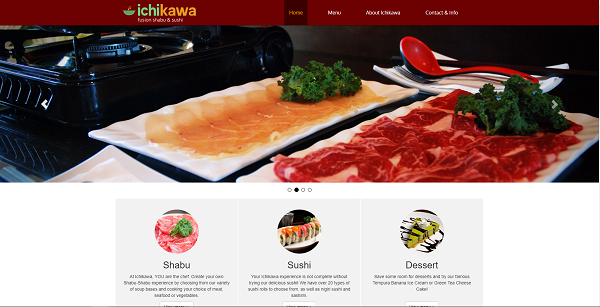 ichikawa
fusion shabu & sushi
Home
Menu
About Ichikawa
Contact & Info
Shabu
At Ichikawa, YOU are the chef. Create your own
Shabu-Shabu experience by choosing from our variety
of soup bases and cooking your choice of meat,
seafood or vegetables.
Sushi
Your Ichikawa experience is not complete without
trying our delicious sushi! We have over 20 types of
sushi rolls to choose from, as well as nigiri sushi and
sashimi.
Dessert
Save some room for desserts and try our famous
Tempura Banana Ice Cream or Green Tea Cheese
Cake!